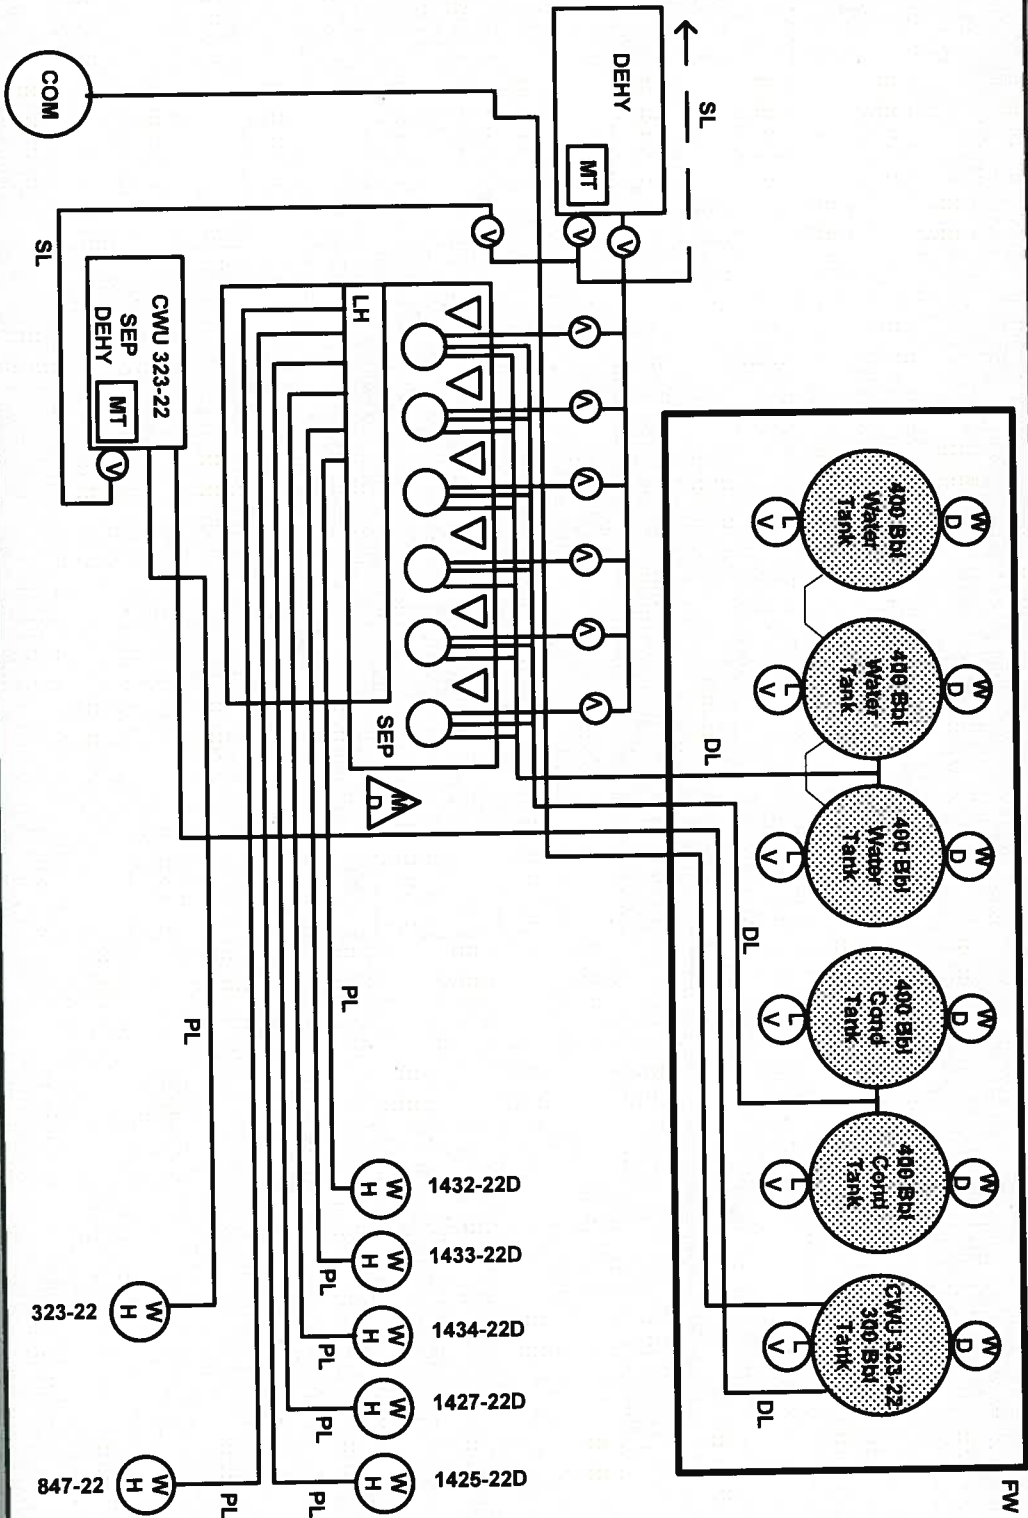 COM
DEHY
MT
SL
V
V
V
SL
CWU 323-22
SEP
DEHY
MT
V
LH
SEP
V
V
V
V
V
V
W
D
FW
400 Bbl
Water
Tank
W
D
L
V
400 Bbl
Water
Tank
W
D
L
V
400 Bbl
Water
Tank
W
D
L
V
400 Bbl
Cond
Tank
W
D
L
V
400 Bbl
Cond
Tank
W
D
L
V
CWU 323-22
300 Bbl
Tank
W
D
L
V
DL
DL
DL
PL
PL
PL
PL
PL
PL
PL
W
H
1432-22D
W
H
1433-22D
W
H
1434-22D
W
H
1427-22D
W
H
1425-22D
323-22
W
H
847-22
W
H